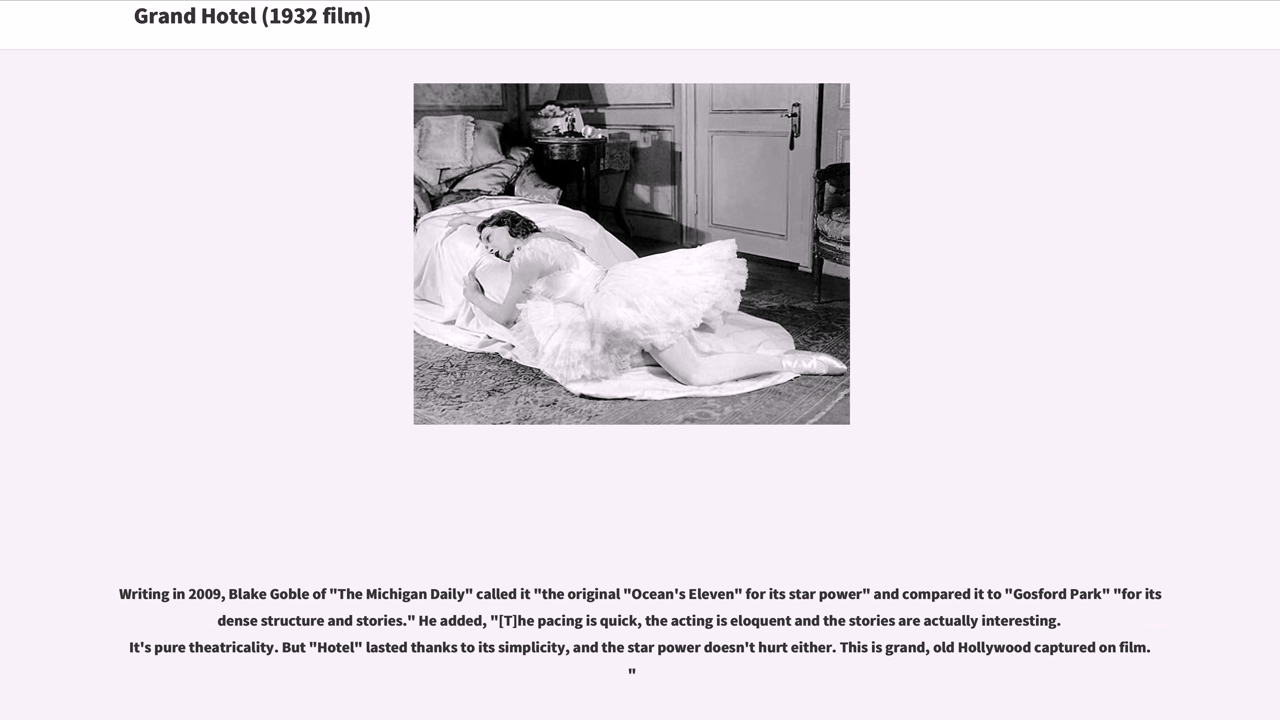 Grand Hotel (1932 film)
Writing in 2009, Blake Goble of "The Michigan Daily" called it "the original "Ocean's Eleven" for its star power" and compared it to "Gosford Park" "for its
dense structure and stories." He added, "[T]he pacing is quick, the acting is eloquent and the stories are actually interesting.
It's pure theatricality. But "Hotel" lasted thanks to its simplicity, and the star power doesn't hurt either. This is grand, old Hollywood captured on film.
"